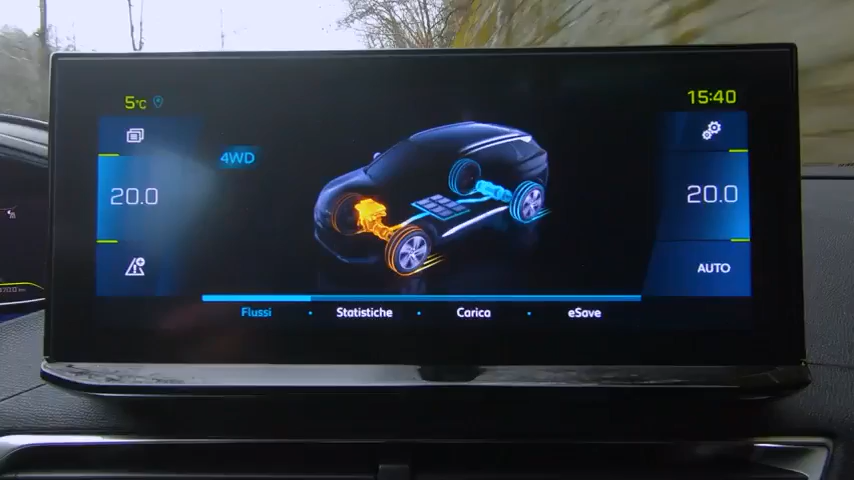 5°C
15:40
4WD
20.0
20.0
AUTO
Flussi · Statistiche · Carica · eSave